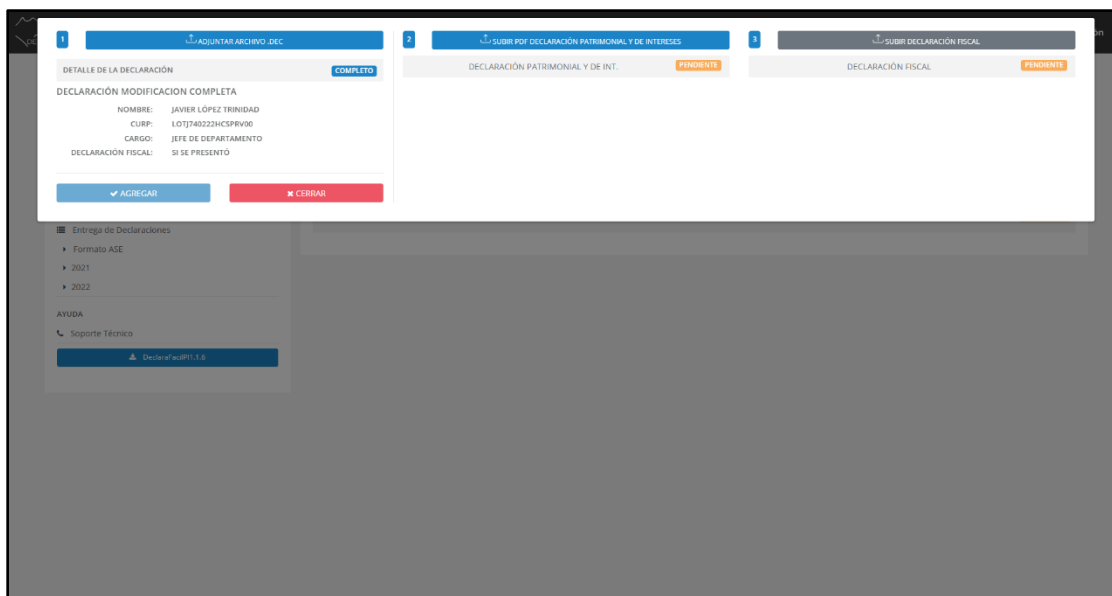 1 ADJUNTAR ARCHIVO .DEC
DETALLE DE LA DECLARACIÓN COMPLETO
DECLARACIÓN MODIFICACION COMPLETA
NOMBRE: JAVIER LÓPEZ TRINIDAD
CURP: LOTJ740222HCSPRV00
CARGO: JEFE DE DEPARTAMENTO
DECLARACIÓN FISCAL: SI SE PRESENTÓ
AGREGAR CERRAR
2 SUBIR PDF DECLARACIÓN PATRIMONIAL Y DE INTERESES
DECLARACIÓN PATRIMONIAL Y DE INT. PENDIENTE
3 SUBIR DECLARACIÓN FISCAL
DECLARACIÓN FISCAL PENDIENTE
Entrega de Declaraciones
Formato ASE
2021
2022
AYUDA
Soporte Técnico
DeclaraFacilPI1.1.6